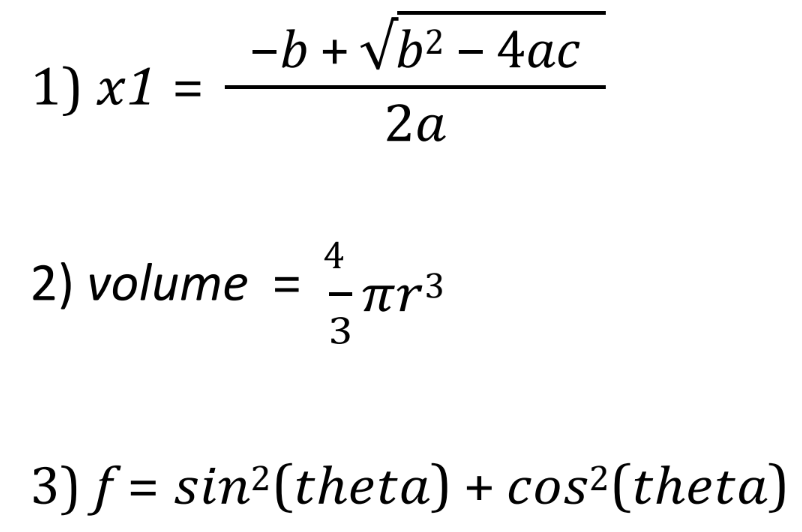 1) x1 = (-b + √(b² − 4ac)) / 2a
2) volume = 4/3 πr³
3) f = sin²(theta) + cos²(theta)